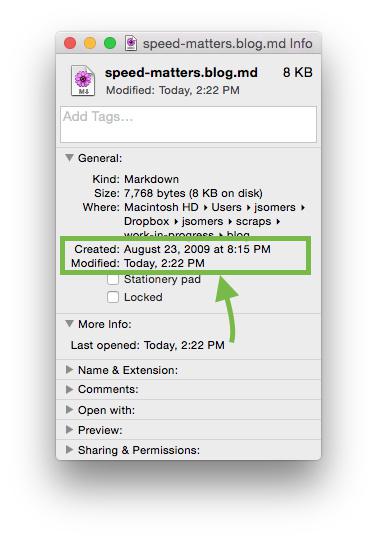 speed-matters.blog.md Info
speed-matters.blog.md 8 KB
Modified: Today, 2:22 PM
M↓
Add Tags…
General:
Kind: Markdown
Size: 7,768 bytes (8 KB on disk)
Where: Macintosh HD ▸ Users ▸ jsomers ▸
Dropbox ▸ jsomers ▸ scraps ▸
work-in-progress ▸ blog
Created: August 23, 2009 at 8:15 PM
Modified: Today, 2:22 PM
Stationery pad
Locked
More Info:
Last opened: Today, 2:22 PM
Name & Extension:
Comments:
Open with:
Preview:
Sharing & Permissions: